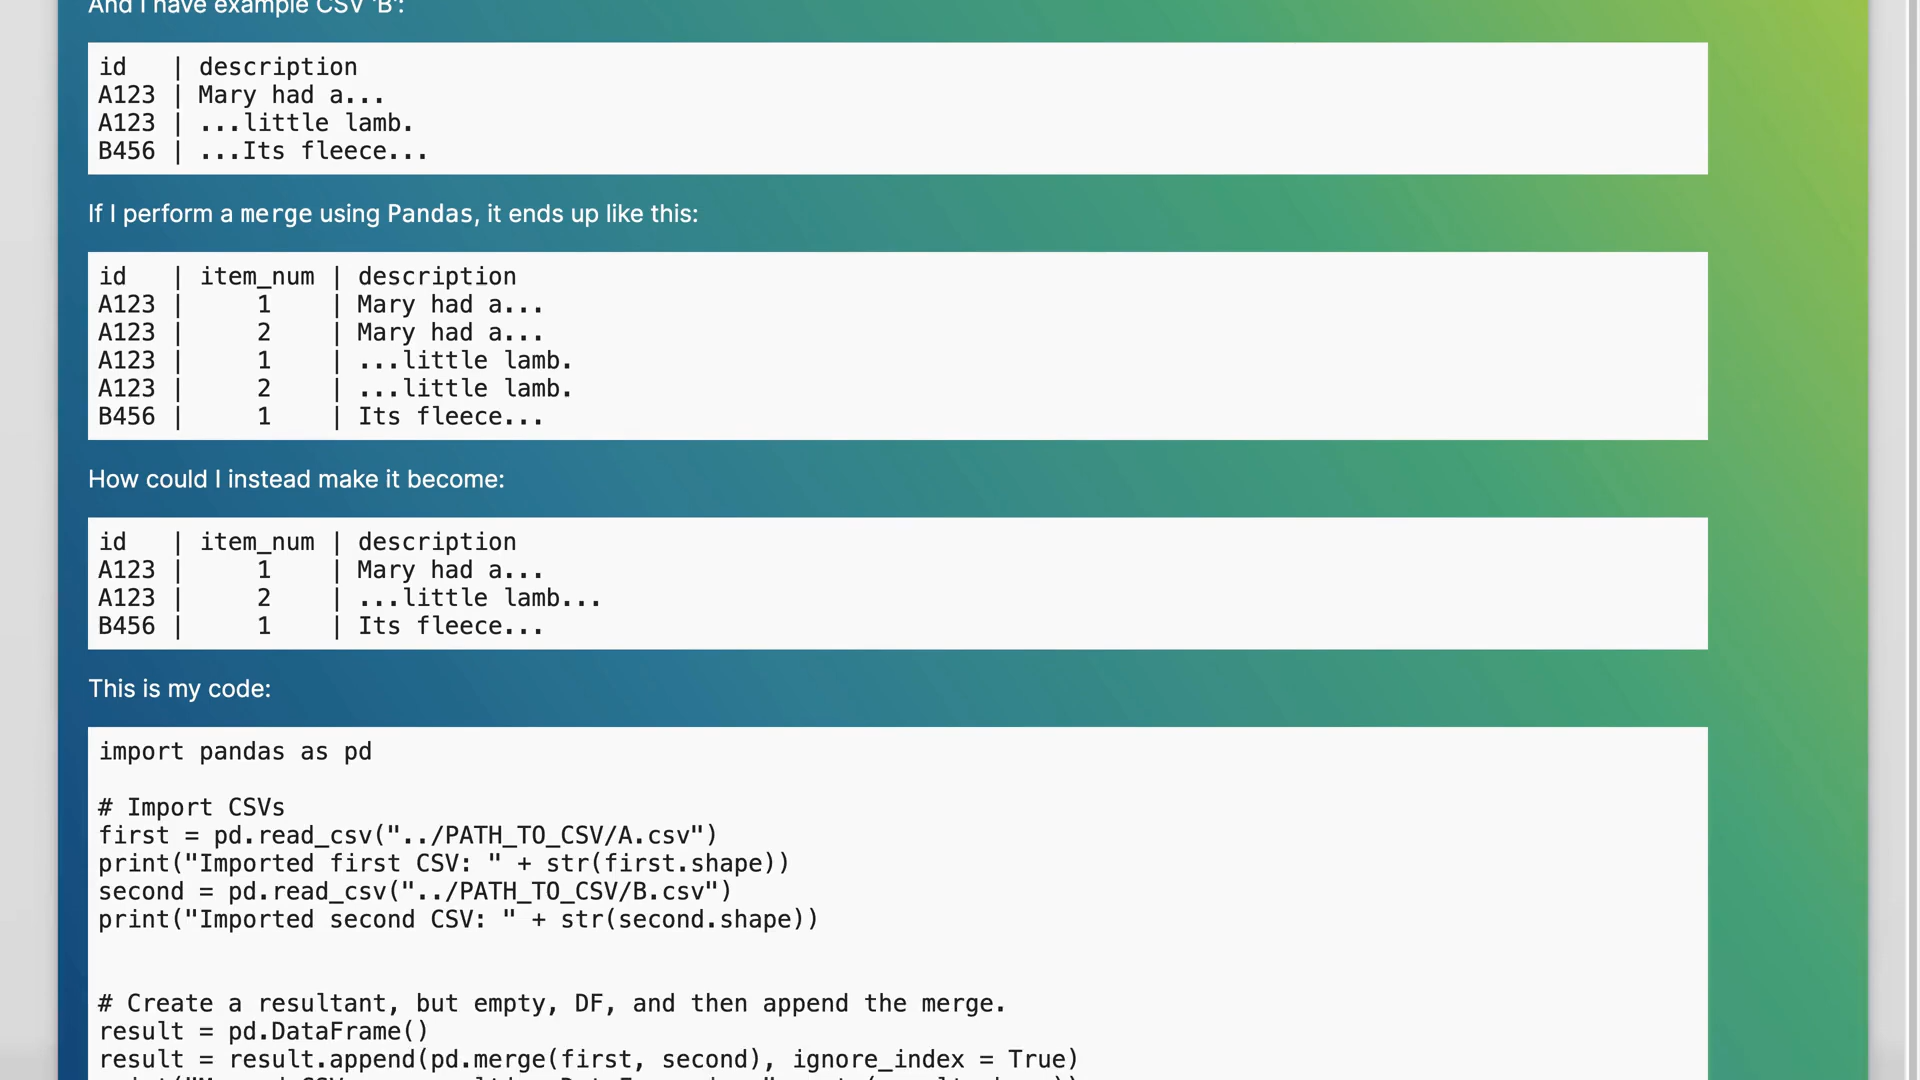 And I have example CSV 'B':
id   | description
A123 | Mary had a...
A123 | ...little lamb.
B456 | ...Its fleece...
If I perform a merge using Pandas, it ends up like this:
id   | item_num | description
A123 |     1    | Mary had a...
A123 |     2    | Mary had a...
A123 |     1    | ...little lamb.
A123 |     2    | ...little lamb.
B456 |     1    | Its fleece...
How could I instead make it become:
id   | item_num | description
A123 |     1    | Mary had a...
A123 |     2    | ...little lamb...
B456 |     1    | Its fleece...
This is my code:
import pandas as pd
# Import CSVs
first = pd.read_csv("../PATH_TO_CSV/A.csv")
print("Imported first CSV: " + str(first.shape))
second = pd.read_csv("../PATH_TO_CSV/B.csv")
print("Imported second CSV: " + str(second.shape))
# Create a resultant, but empty, DF, and then append the merge.
result = pd.DataFrame()
result = result.append(pd.merge(first, second), ignore_index = True)